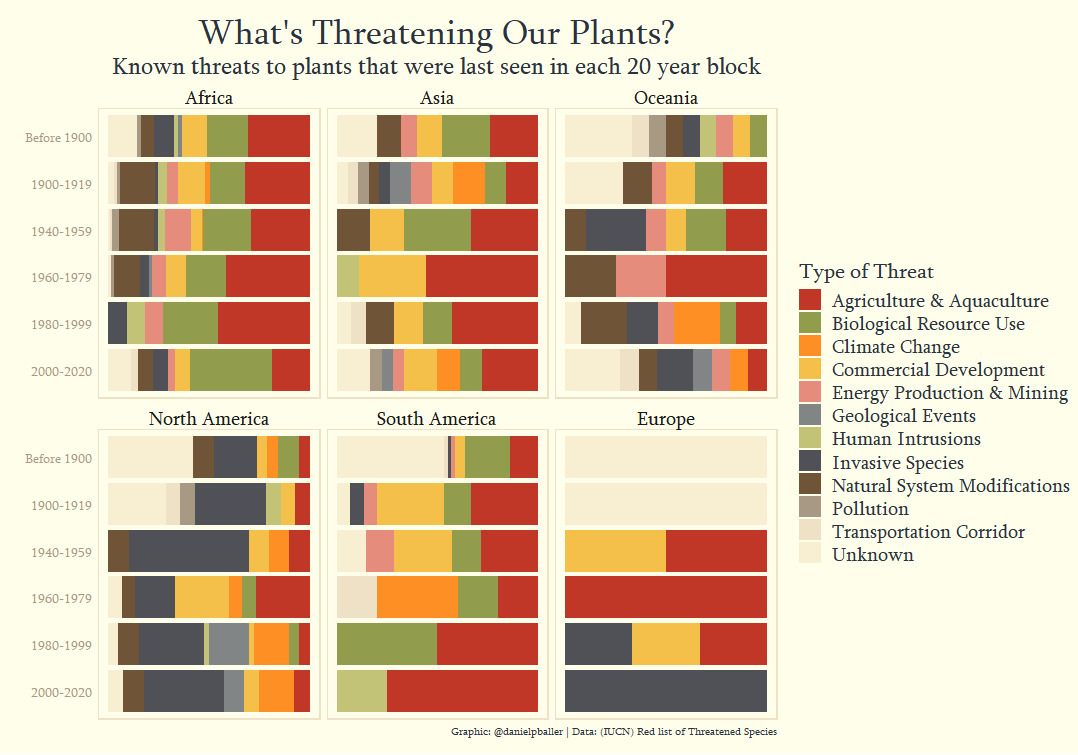 What's Threatening Our Plants?
Known threats to plants that were last seen in each 20 year block
Africa
Asia
Oceania
Before 1900
1900-1919
1940-1959
1960-1979
1980-1999
2000-2020
North America
South America
Europe
Before 1900
1900-1919
1940-1959
1960-1979
1980-1999
2000-2020
Type of Threat
Agriculture & Aquaculture
Biological Resource Use
Climate Change
Commercial Development
Energy Production & Mining
Geological Events
Human Intrusions
Invasive Species
Natural System Modifications
Pollution
Transportation Corridor
Unknown
Graphic: @danielpballer | Data: (IUCN) Red list of Threatened Species